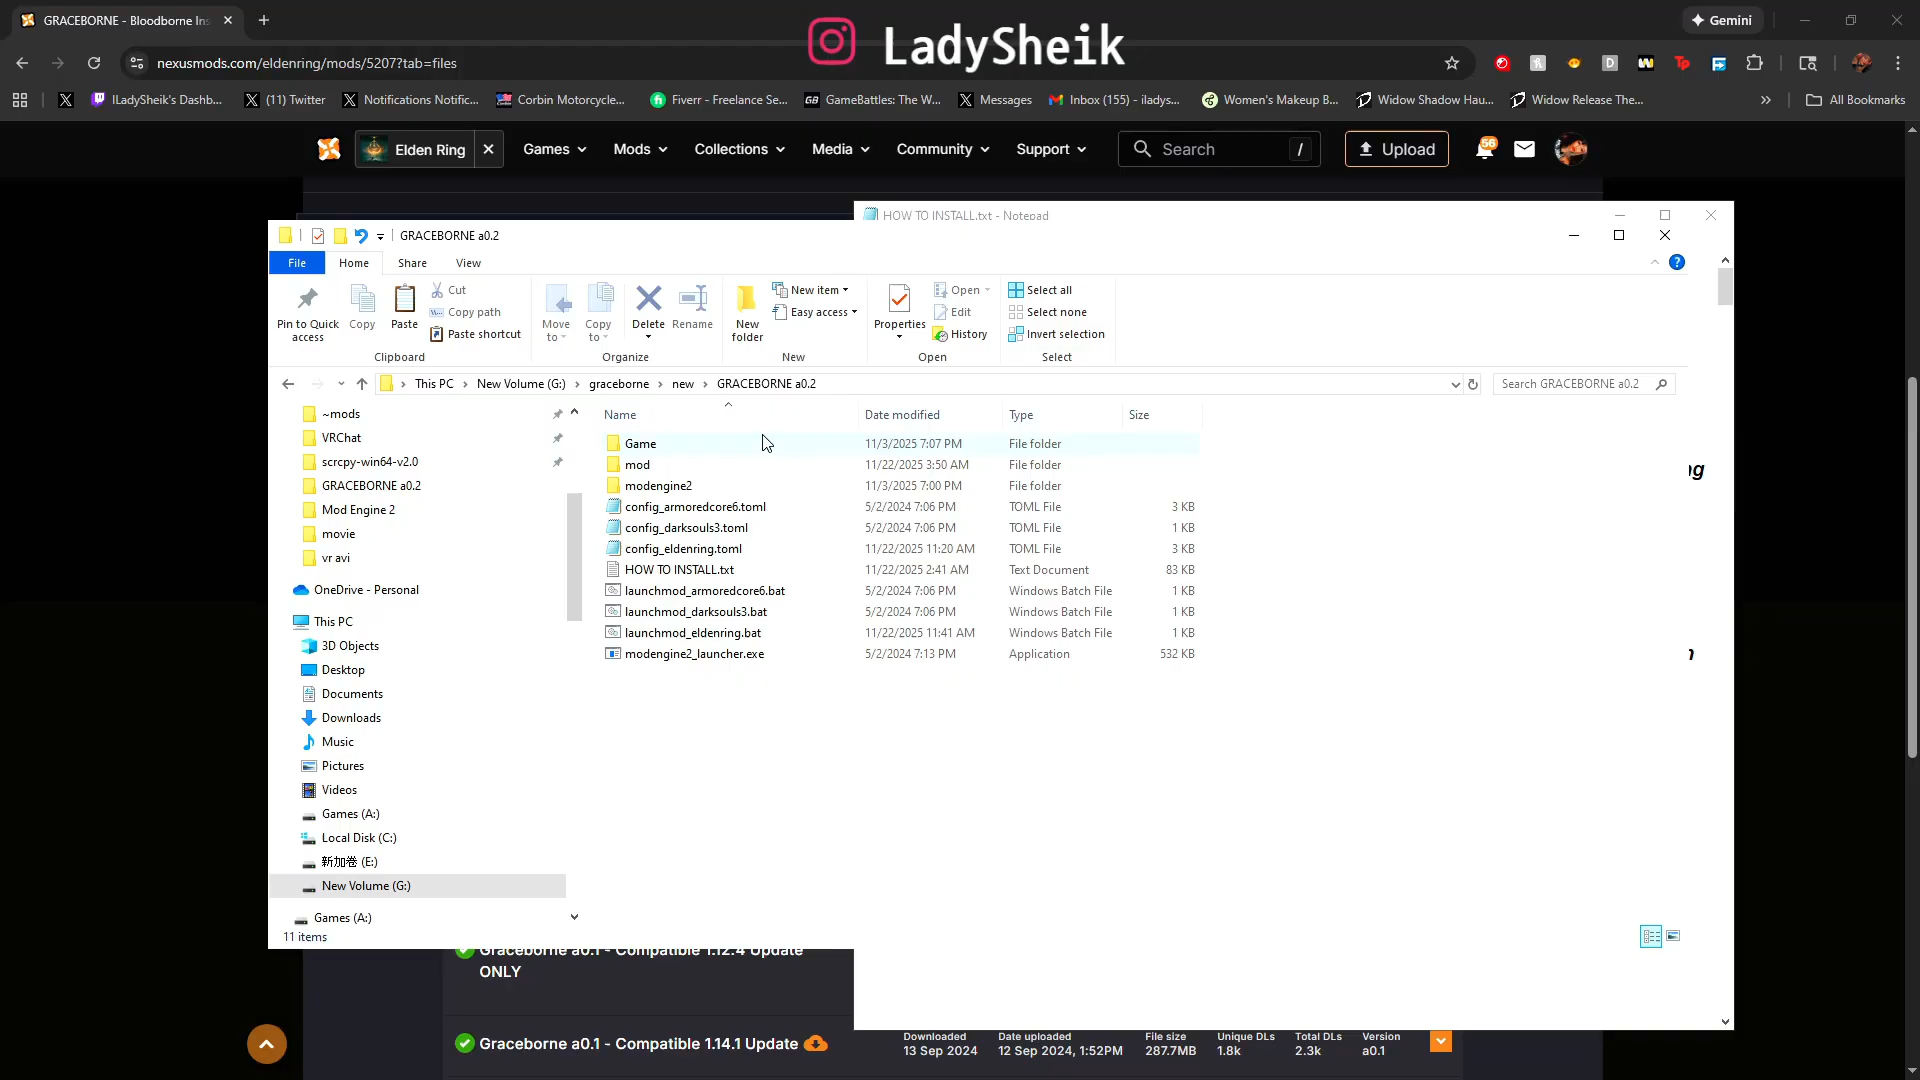 GRACEBORNE - Bloodborne Ins
Gemini
LadySheik
nexusmods.com/eldenring/mods/5207?tab=files
ILadySheik's Dashb...
(11) Twitter
Notifications Notific...
Corbin Motorcycle...
Fiverr - Freelance Se...
GameBattles: The W...
Messages
Inbox (155) - iladys...
Women's Makeup B...
Widow Shadow Hau...
Widow Release The...
All Bookmarks
Elden Ring
Games
Mods
Collections
Media
Community
Support
Search
/
Upload
56
HOW TO INSTALL.txt - Notepad
GRACEBORNE a0.2
File
Home
Share
View
Pin to Quick access
Copy
Paste
Cut
Copy path
Paste shortcut
Clipboard
Move to
Copy to
Delete
Rename
Organize
New folder
New item
Easy access
New
Properties
Open
Edit
History
Open
Select all
Select none
Invert selection
Select
This PC > New Volume (G:) > graceborne > new > GRACEBORNE a0.2
Search GRACEBORNE a0.2
~mods
VRChat
scrcpy-win64-v2.0
GRACEBORNE a0.2
Mod Engine 2
movie
vr avi
OneDrive - Personal
This PC
3D Objects
Desktop
Documents
Downloads
Music
Pictures
Videos
Games (A:)
Local Disk (C:)
新加卷 (E:)
New Volume (G:)
Games (A:)
11 items
Name Date modified Type Size
Game 11/3/2025 7:07 PM File folder
mod 11/22/2025 3:50 AM File folder
modengine2 11/3/2025 7:00 PM File folder
config_armoredcore6.toml 5/2/2024 7:06 PM TOML File 3 KB
config_darksouls3.toml 5/2/2024 7:06 PM TOML File 1 KB
config_eldenring.toml 11/22/2025 11:20 AM TOML File 3 KB
HOW TO INSTALL.txt 11/22/2025 2:41 AM Text Document 83 KB
launchmod_armoredcore6.bat 5/2/2024 7:06 PM Windows Batch File 1 KB
launchmod_darksouls3.bat 5/2/2024 7:06 PM Windows Batch File 1 KB
launchmod_eldenring.bat 11/22/2025 11:41 AM Windows Batch File 1 KB
modengine2_launcher.exe 5/2/2024 7:13 PM Application 532 KB
Graceborne a0.1 - Compatible 1.12.4 Update
ONLY
Graceborne a0.1 - Compatible 1.14.1 Update
Downloaded Date uploaded File size Unique DLs Total DLs Version
13 Sep 2024 12 Sep 2024, 1:52PM 287.7MB 1.8k 2.3k a0.1